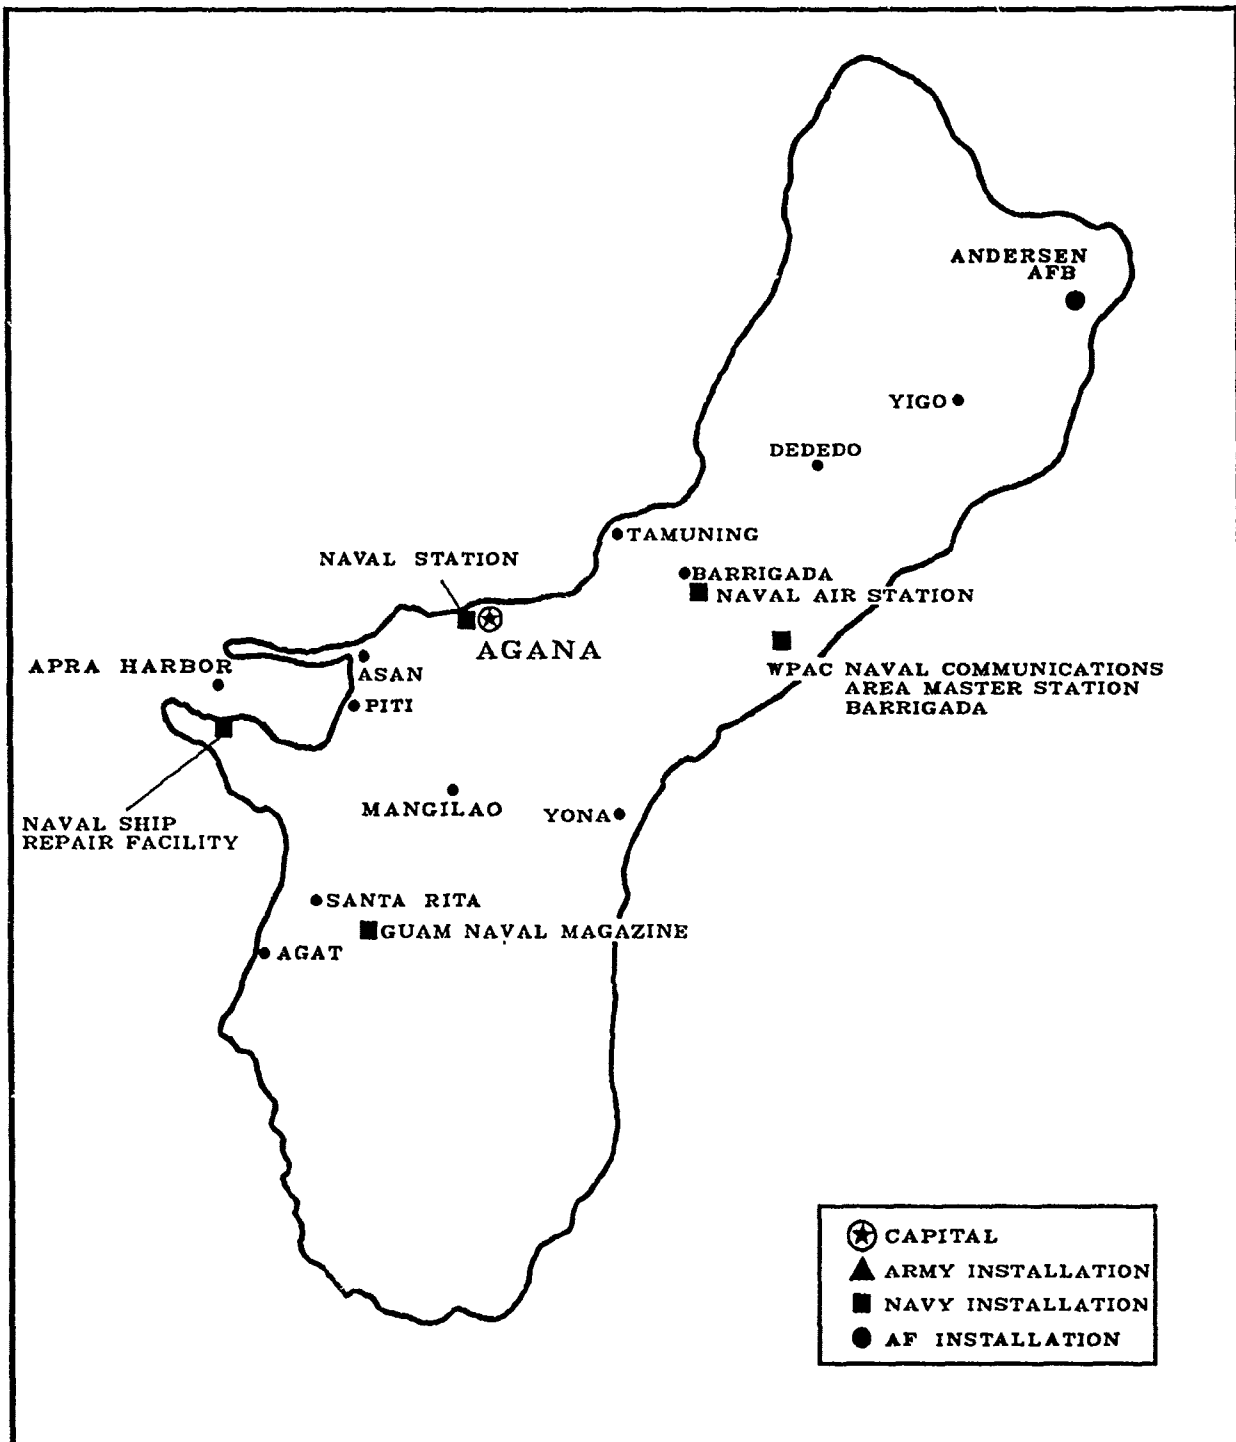 ANDERSEN
AFB
YIGO
DEDEDO
TAMUNING
NAVAL STATION
BARRIGADA
NAVAL AIR STATION
AGANA
APRA HARBOR
ASAN
WPAC NAVAL COMMUNICATIONS
AREA MASTER STATION
BARRIGADA
PITI
MANGILAO
YONA
NAVAL SHIP
REPAIR FACILITY
SANTA RITA
GUAM NAVAL MAGAZINE
AGAT
CAPITAL
ARMY INSTALLATION
NAVY INSTALLATION
AF INSTALLATION